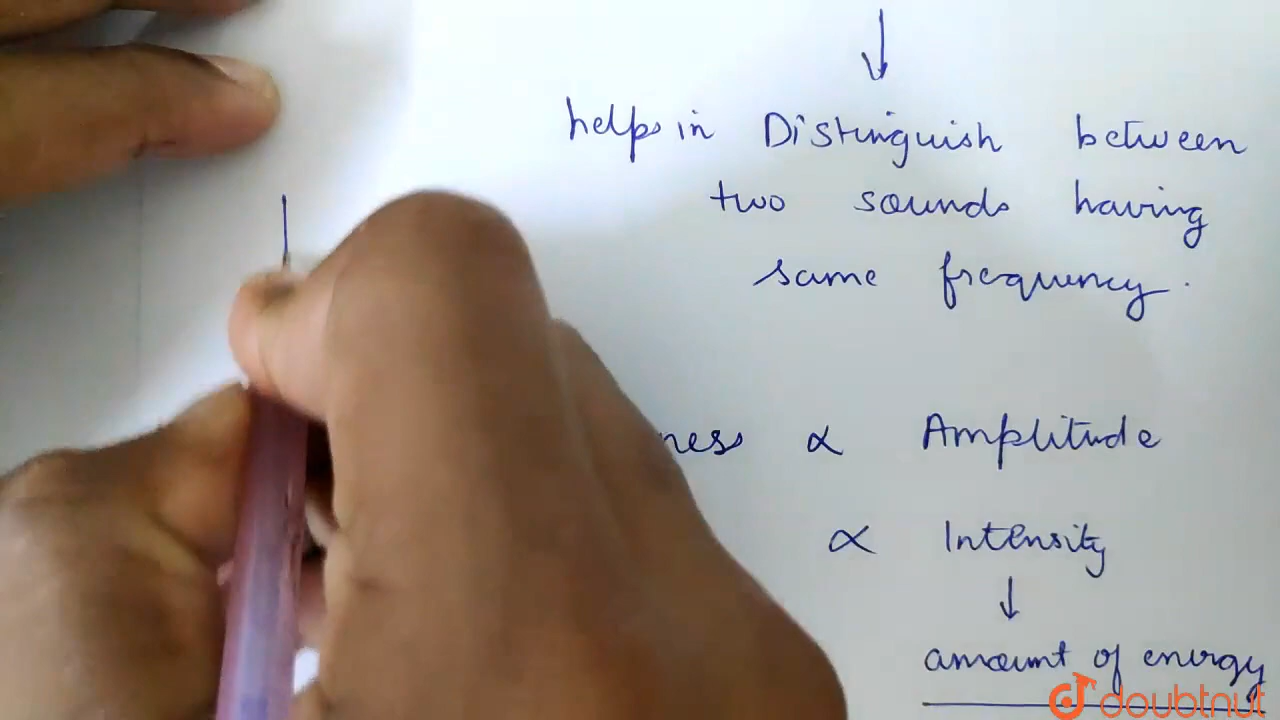 helps in Distinguish between
two sounds having
same frequency.
ness ∝ Amplitude
∝ Intensity
amount of energy
doubtnut